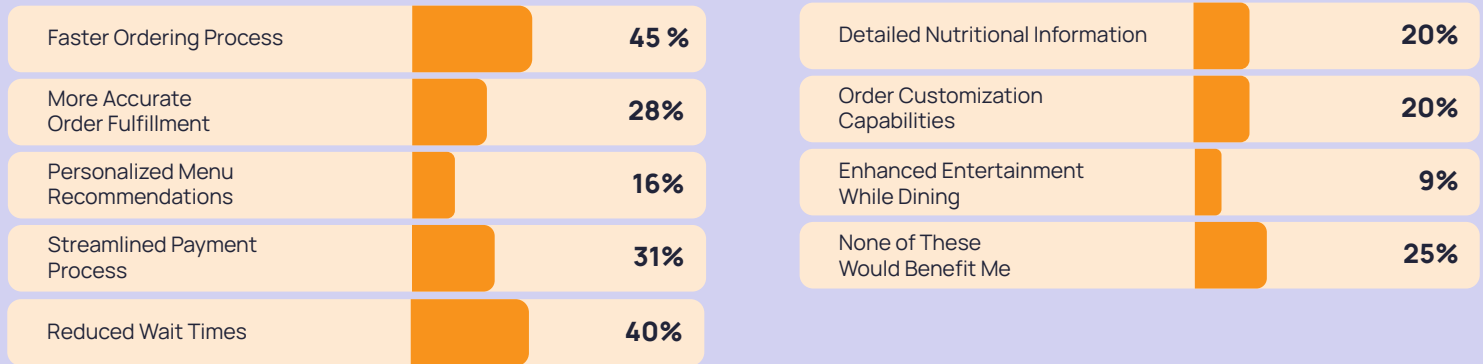 Faster Ordering Process
45 %
More Accurate
Order Fulfillment
28%
Personalized Menu
Recommendations
16%
Streamlined Payment
Process
31%
Reduced Wait Times
40%
Detailed Nutritional Information
20%
Order Customization
Capabilities
20%
Enhanced Entertainment
While Dining
9%
None of These
Would Benefit Me
25%